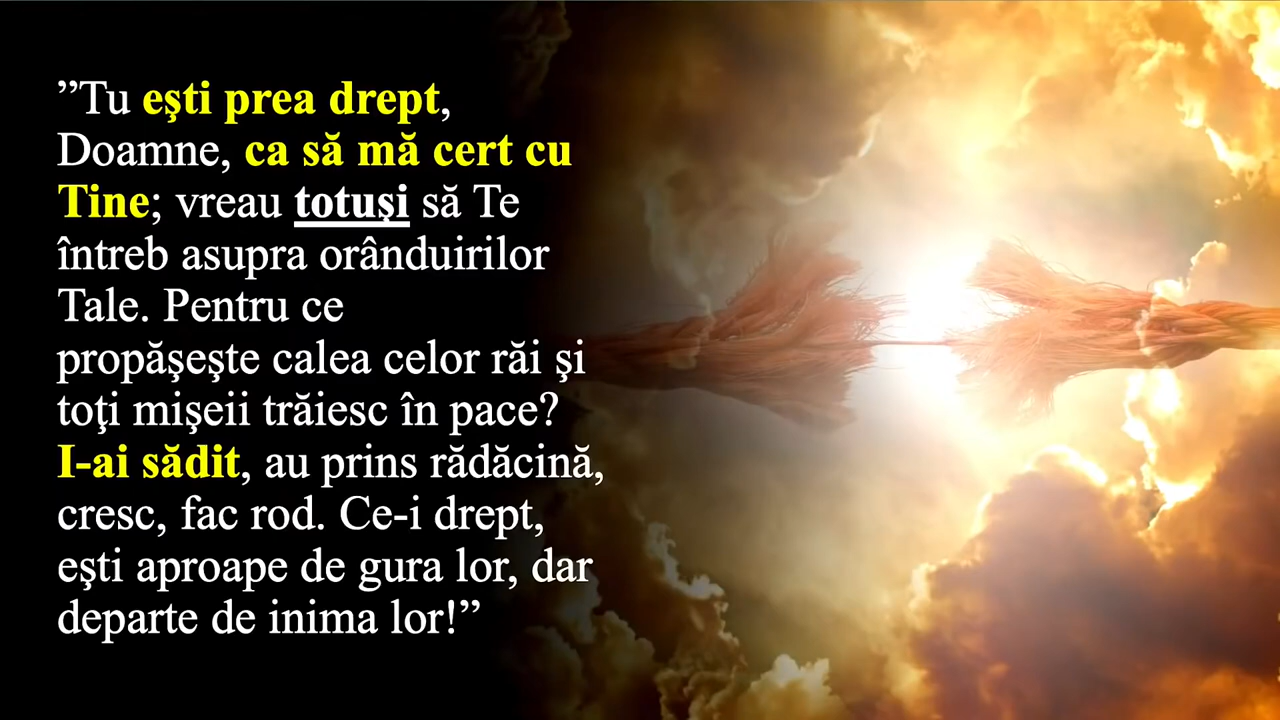 ”Tu eşti prea drept,
Doamne, ca să mă cert cu
Tine; vreau totuşi să Te
întreb asupra orânduirilor
Tale. Pentru ce
propăşeşte calea celor răi şi
toţi mişeii trăiesc în pace?
I-ai sădit, au prins rădăcină,
cresc, fac rod. Ce-i drept,
eşti aproape de gura lor, dar
departe de inima lor!”